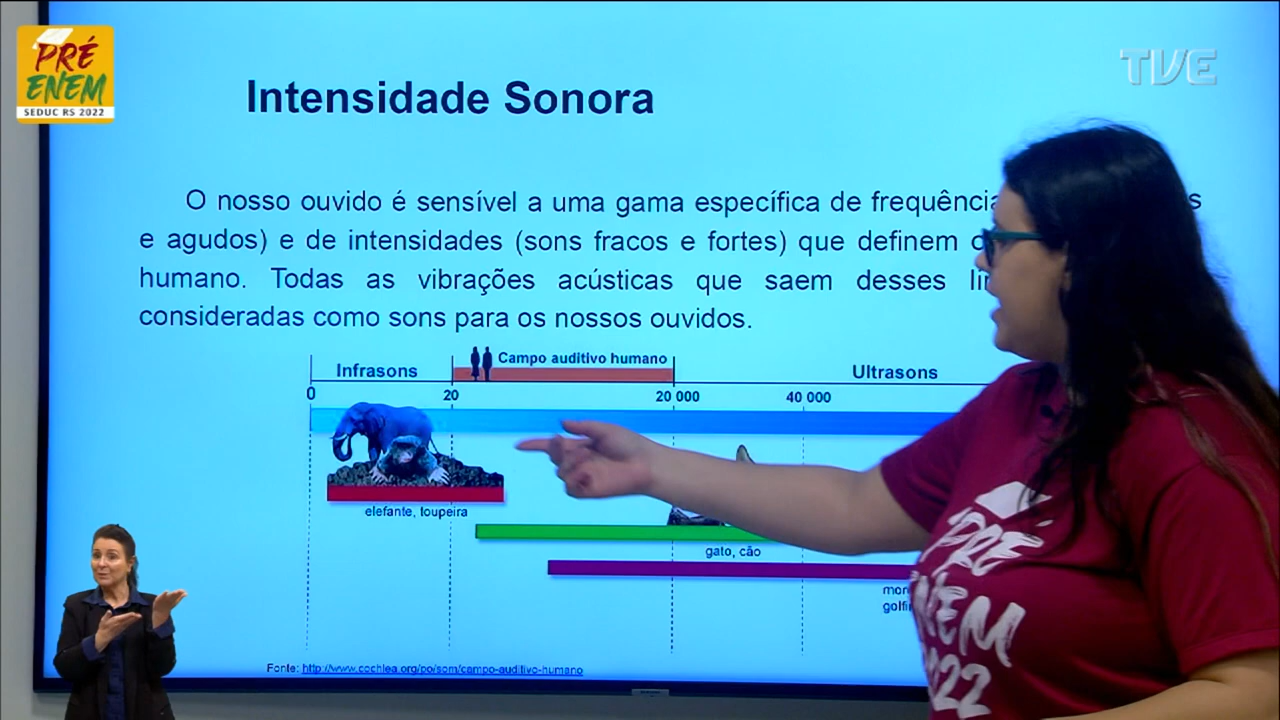 PRÉ
ENEM
SEDUC RS 2022
TVE
Intensidade Sonora
O nosso ouvido é sensível a uma gama específica de
e agudos) e de intensidades (sons fracos e fortes) que definem
humano. Todas as vibrações acústicas que saem desses
consideradas como sons para os nossos ouvidos.
Campo auditivo humano
Infrasons
Ultrasons
0
20
20 000
40 000
elefante, toupeira
gato, cão
Fonte: http://www.cochlea.org/po/som/campo-auditivo-humano
PRÉ